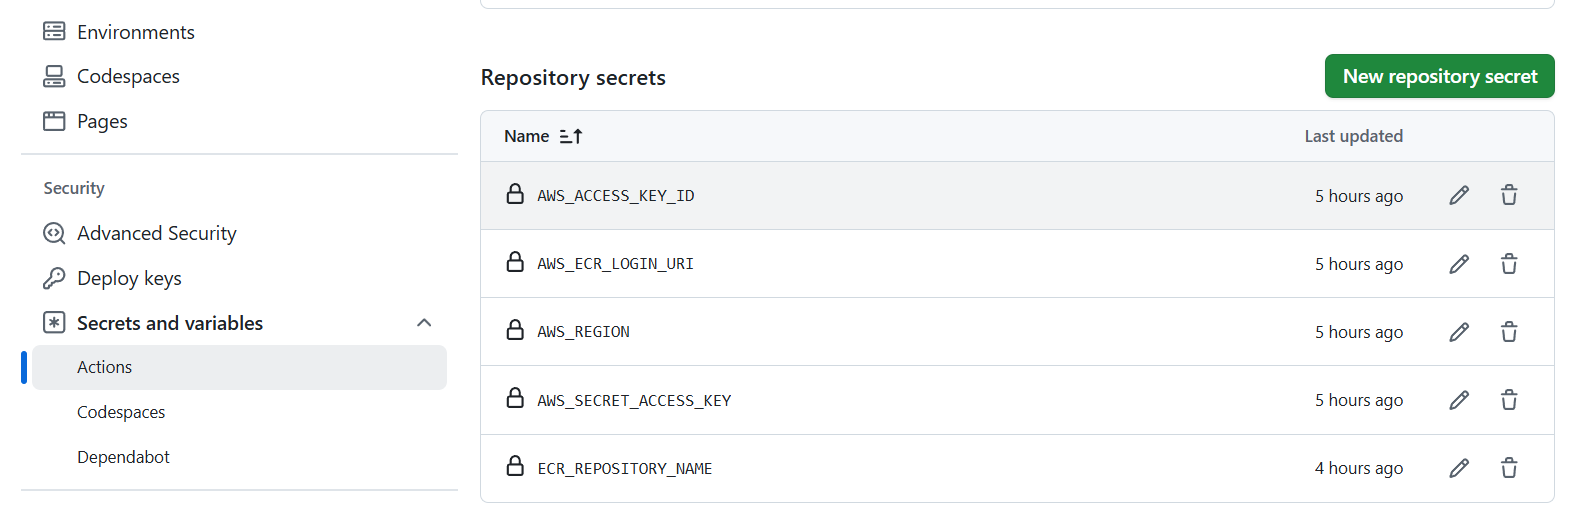 Environments
Codespaces
Pages
Security
Advanced Security
Deploy keys
Secrets and variables
Actions
Codespaces
Dependabot
Repository secrets
New repository secret
Name Last updated
AWS_ACCESS_KEY_ID 5 hours ago
AWS_ECR_LOGIN_URI 5 hours ago
AWS_REGION 5 hours ago
AWS_SECRET_ACCESS_KEY 5 hours ago
ECR_REPOSITORY_NAME 4 hours ago